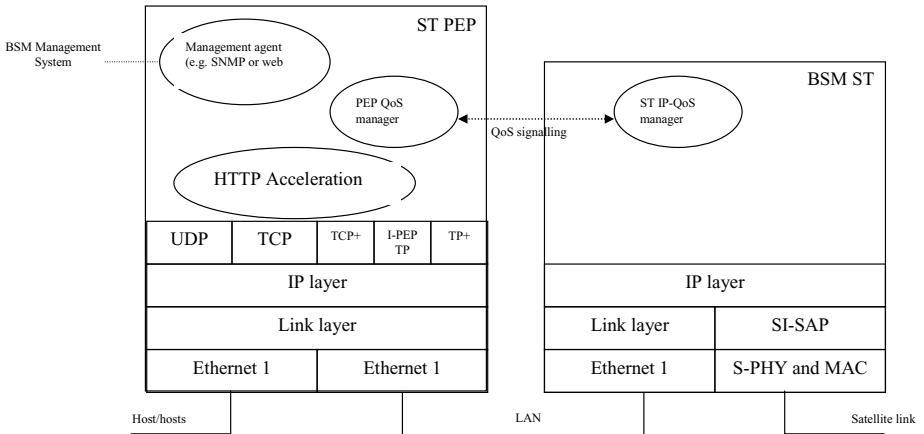 ST PEP
BSM Management
System
Management agent
(e.g. SNMP or web
BSM ST
PEP QoS
manager
ST IP-QoS
manager
QoS signalling
HTTP Acceleration
UDP
TCP
TCP+
I-PEP
TP
TP+
IP layer
IP layer
Link layer
Link layer
SI-SAP
Ethernet 1
Ethernet 1
Ethernet 1
S-PHY and MAC
Host/hosts
LAN
Satellite link